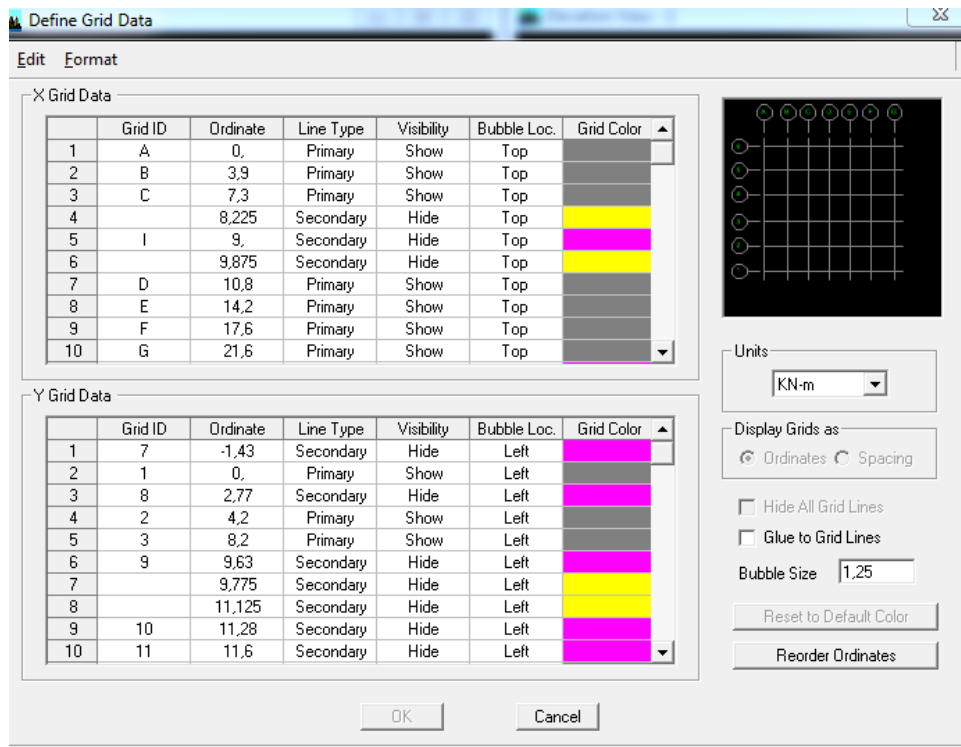 Define Grid Data
Edit Format
X Grid Data
Grid ID Ordinate Line Type Visibility Bubble Loc. Grid Color
1 A 0, Primary Show Top
2 B 3,9 Primary Show Top
3 C 7,3 Primary Show Top
4 8,225 Secondary Hide Top
5 I 9, Secondary Hide Top
6 9,875 Secondary Hide Top
7 D 10,8 Primary Show Top
8 E 14,2 Primary Show Top
9 F 17,6 Primary Show Top
10 G 21,6 Primary Show Top
Y Grid Data
Grid ID Ordinate Line Type Visibility Bubble Loc. Grid Color
1 7 -1,43 Secondary Hide Left
2 1 0, Primary Show Left
3 8 2,77 Secondary Hide Left
4 2 4,2 Primary Show Left
5 3 8,2 Primary Show Left
6 9 9,63 Secondary Hide Left
7 9,775 Secondary Hide Left
8 11,125 Secondary Hide Left
9 10 11,28 Secondary Hide Left
10 11 11,6 Secondary Hide Left
Units
KN-m
Display Grids as
Ordinates Spacing
Hide All Grid Lines
Glue to Grid Lines
Bubble Size 1,25
Reset to Default Color
Reorder Ordinates
OK Cancel